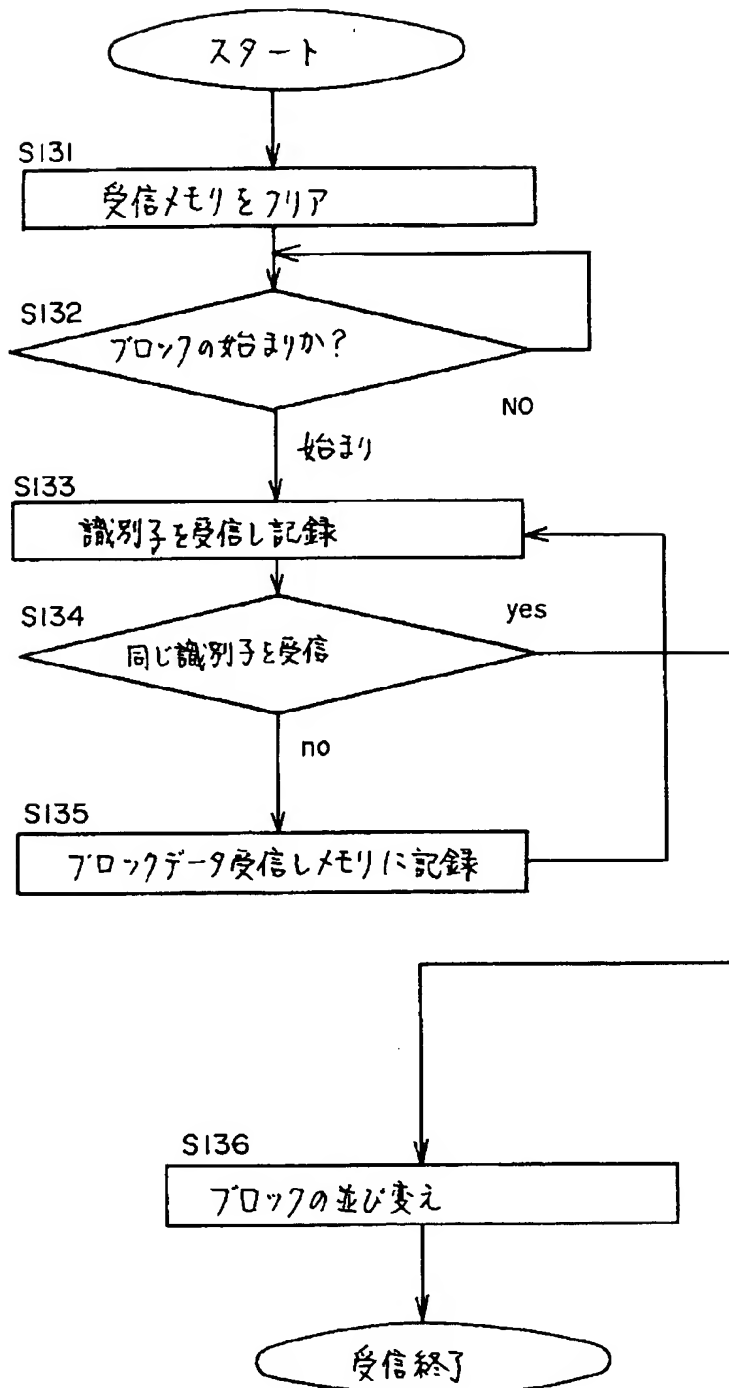 スタート
S131
受信メモリをクリア
S132
ブロックの始まりか?
NO
始まり
S133
識別子を受信し記録
S134
yes
同じ識別子を受信
no
S135
ブロックデータ受信しメモリに記録
S136
ブロックの並び変え
受信終了